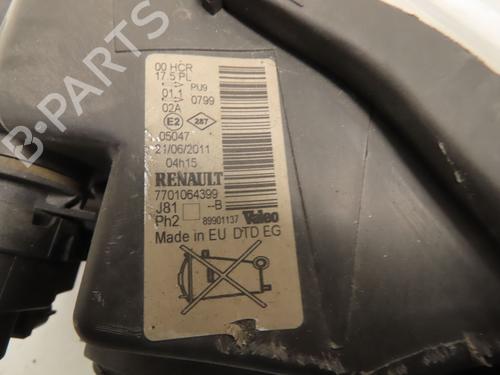 00 HCR
17.5 PL
01.1 PU9
0799
02A
E2 287
05047
21/06/2011
04h15
RENAULT
7701064399
J81 --B
Ph2 89901137 Valeo
Made in EU DTD EG
B-PARTS